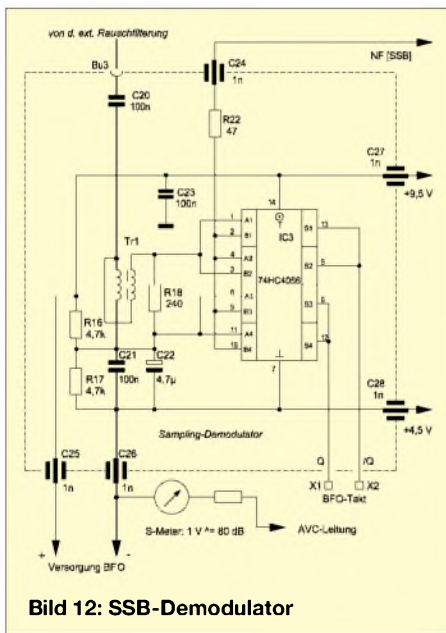 von d. ext. Rauschfilterung
Bu3
C20
100n
C24
1n
NF [SSB]
R22
47
C27
1n
+9,5 V
C23
100n
Tr1
R18
240
R16
4,7k
R17
4,7k
C21
100n
C22
4,7µ
14
IC3
74HC4066
1
2
4
3
11
10
A1
B1
A2
B2
A3
B3
A4
B4
S1
S2
S3
S4
13
5
6
12
7
C28
1n
+4,5 V
Sampling-Demodulator
C25
1n
C26
1n
Q
/Q
X1
X2
BFO-Takt
S-Meter: 1 V ^= 80 dB
AVC-Leitung
+
-
Versorgung BFO
Bild 12: SSB-Demodulator